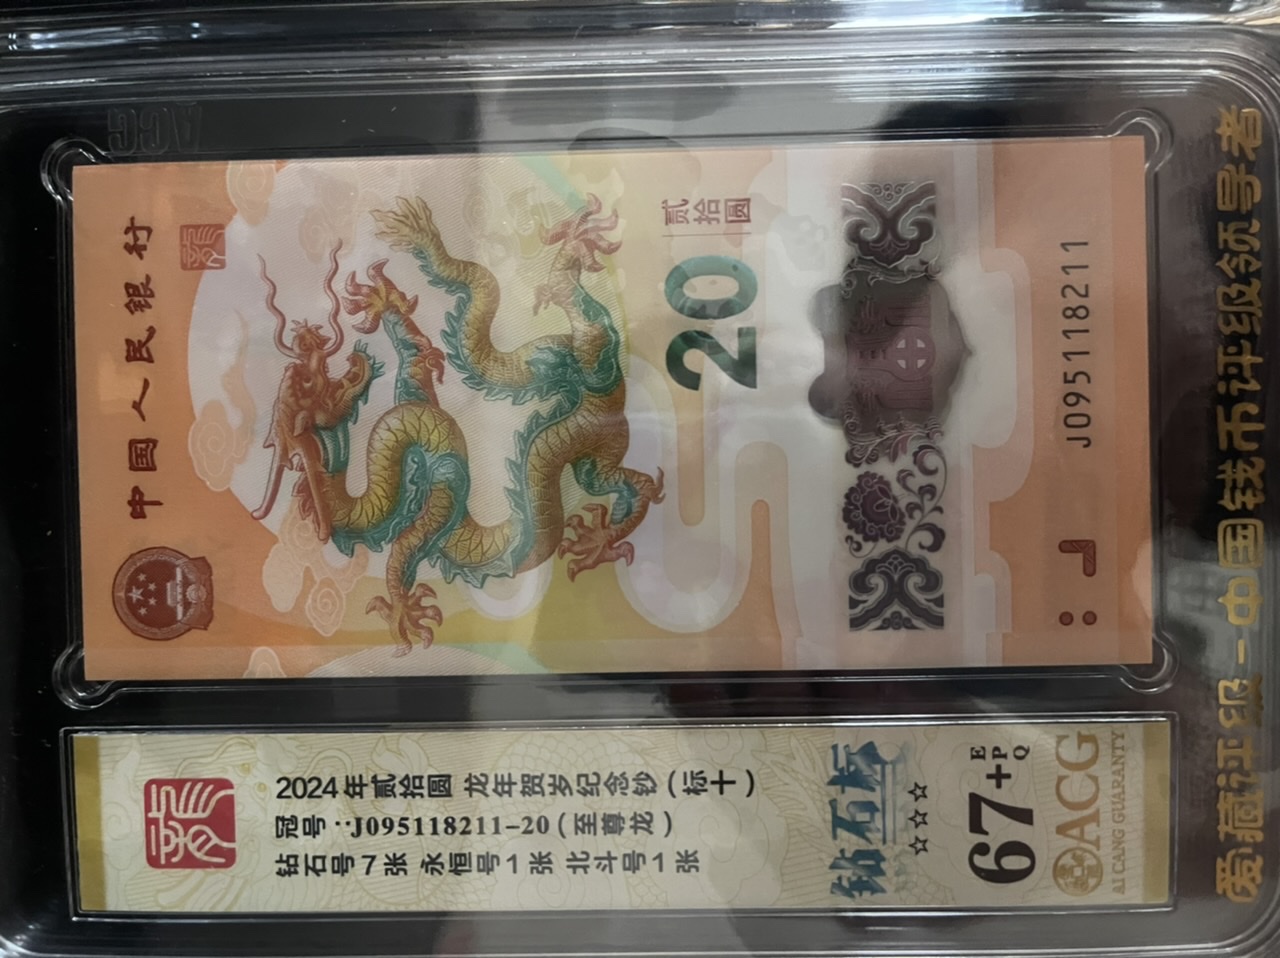 中国人民银行
贰拾圆
20
J095118211
2024年贰拾圆 龙年贺岁纪念钞(标十)
冠号:J095118211-20(至尊龙)
钻石号7张 永恒号1张 北斗号1张
钻石标
☆☆☆
67+EPQ
ACG
AI CANG GUARANTY
爱藏评级-中国钱币评级领导者
ACG